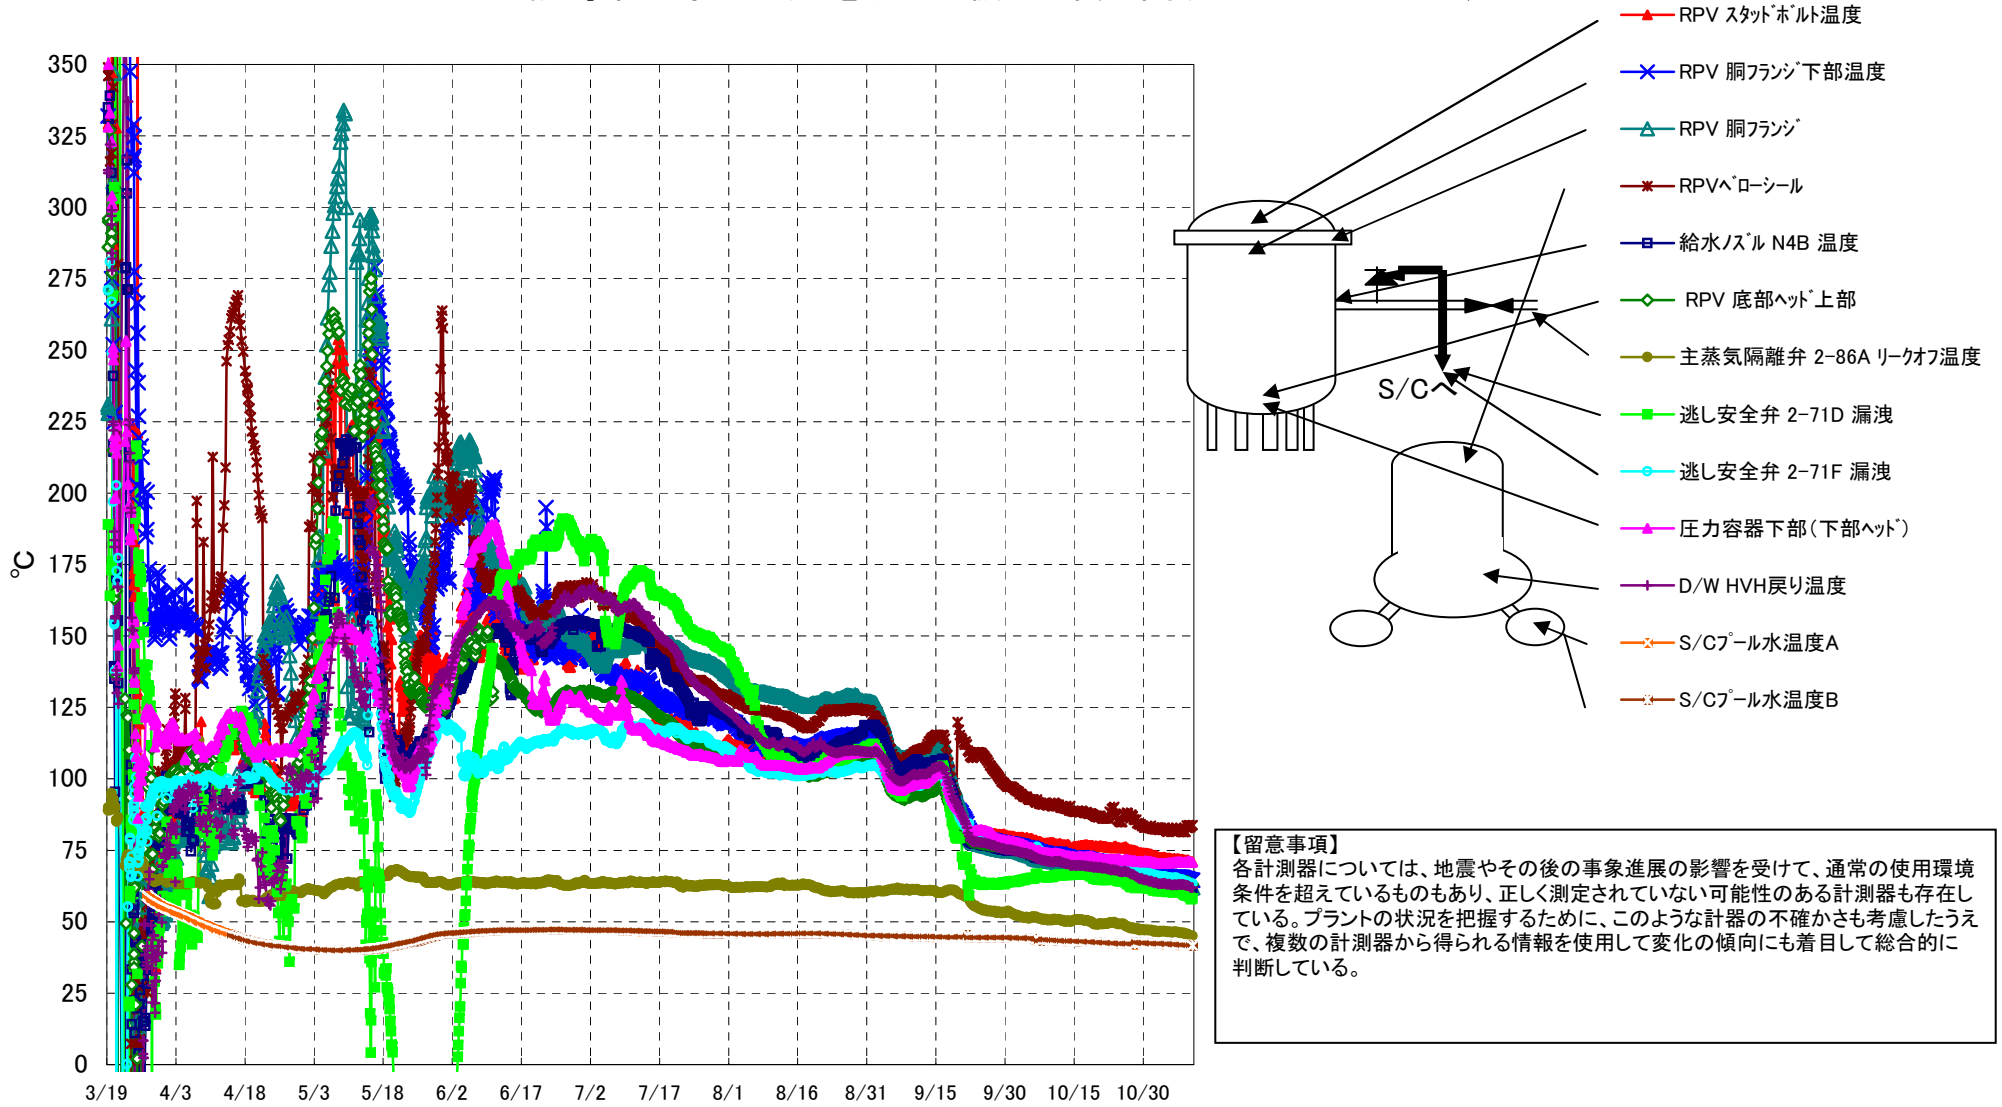 RPV ｽﾀｯﾄﾞﾎﾞﾙﾄ温度
RPV 胴ﾌﾗﾝｼﾞ下部温度
RPV 胴ﾌﾗﾝｼﾞ
RPVﾍﾞﾛｰｼｰﾙ
給水ﾉｽﾞﾙ N4B 温度
RPV 底部ﾍｯﾄﾞ上部
主蒸気隔離弁 2-86A ﾘｰｸｵﾌ温度
逃し安全弁 2-71D 漏洩
逃し安全弁 2-71F 漏洩
圧力容器下部(下部ﾍｯﾄﾞ)
D/W HVH戻り温度
S/Cﾌﾟｰﾙ水温度A
S/Cﾌﾟｰﾙ水温度B
S/Cへ
350
325
300
275
250
225
200
175
150
125
100
75
50
25
0
℃
3/19 4/3 4/18 5/3 5/18 6/2 6/17 7/2 7/17 8/1 8/16 8/31 9/15 9/30 10/15 10/30
【留意事項】
各計測器については、地震やその後の事象進展の影響を受けて、通常の使用環境
条件を超えているものもあり、正しく測定されていない可能性のある計測器も存在し
ている。プラントの状況を把握するために、このような計器の不確かさも考慮したうえ
で、複数の計測器から得られる情報を使用して変化の傾向にも着目して総合的に
判断している。